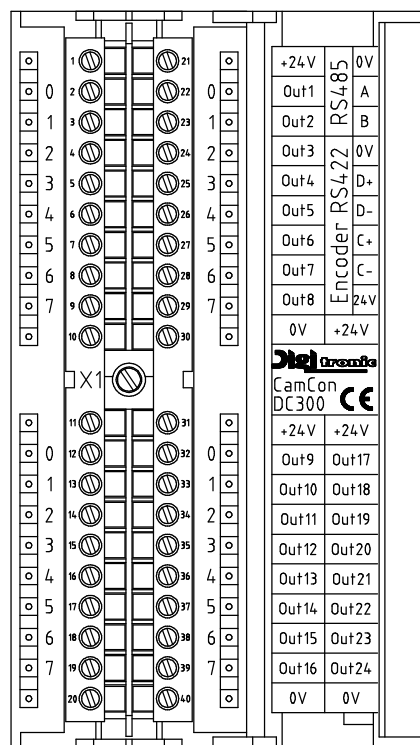 1 21
0 2 22 0
1 3 23 1
2 4 24 2
3 5 25 3
4 6 26 4
5 7 27 5
6 8 28 6
7 9 29 7
10 30
X1
11 31
0 12 32 0
1 13 33 1
2 14 34 2
3 15 35 3
4 16 36 4
5 17 37 5
6 18 38 6
7 19 39 7
20 40
+24V 0V
Out1 A
Out2 B
RS485
Out3 0V
Out4 D+
Out5 D-
Out6 C+
Out7 C-
Out8 24V
Encoder RS422
0V +24V
Digitronic
CamCon
DC300 CE
+24V +24V
Out9 Out17
Out10 Out18
Out11 Out19
Out12 Out20
Out13 Out21
Out14 Out22
Out15 Out23
Out16 Out24
0V 0V